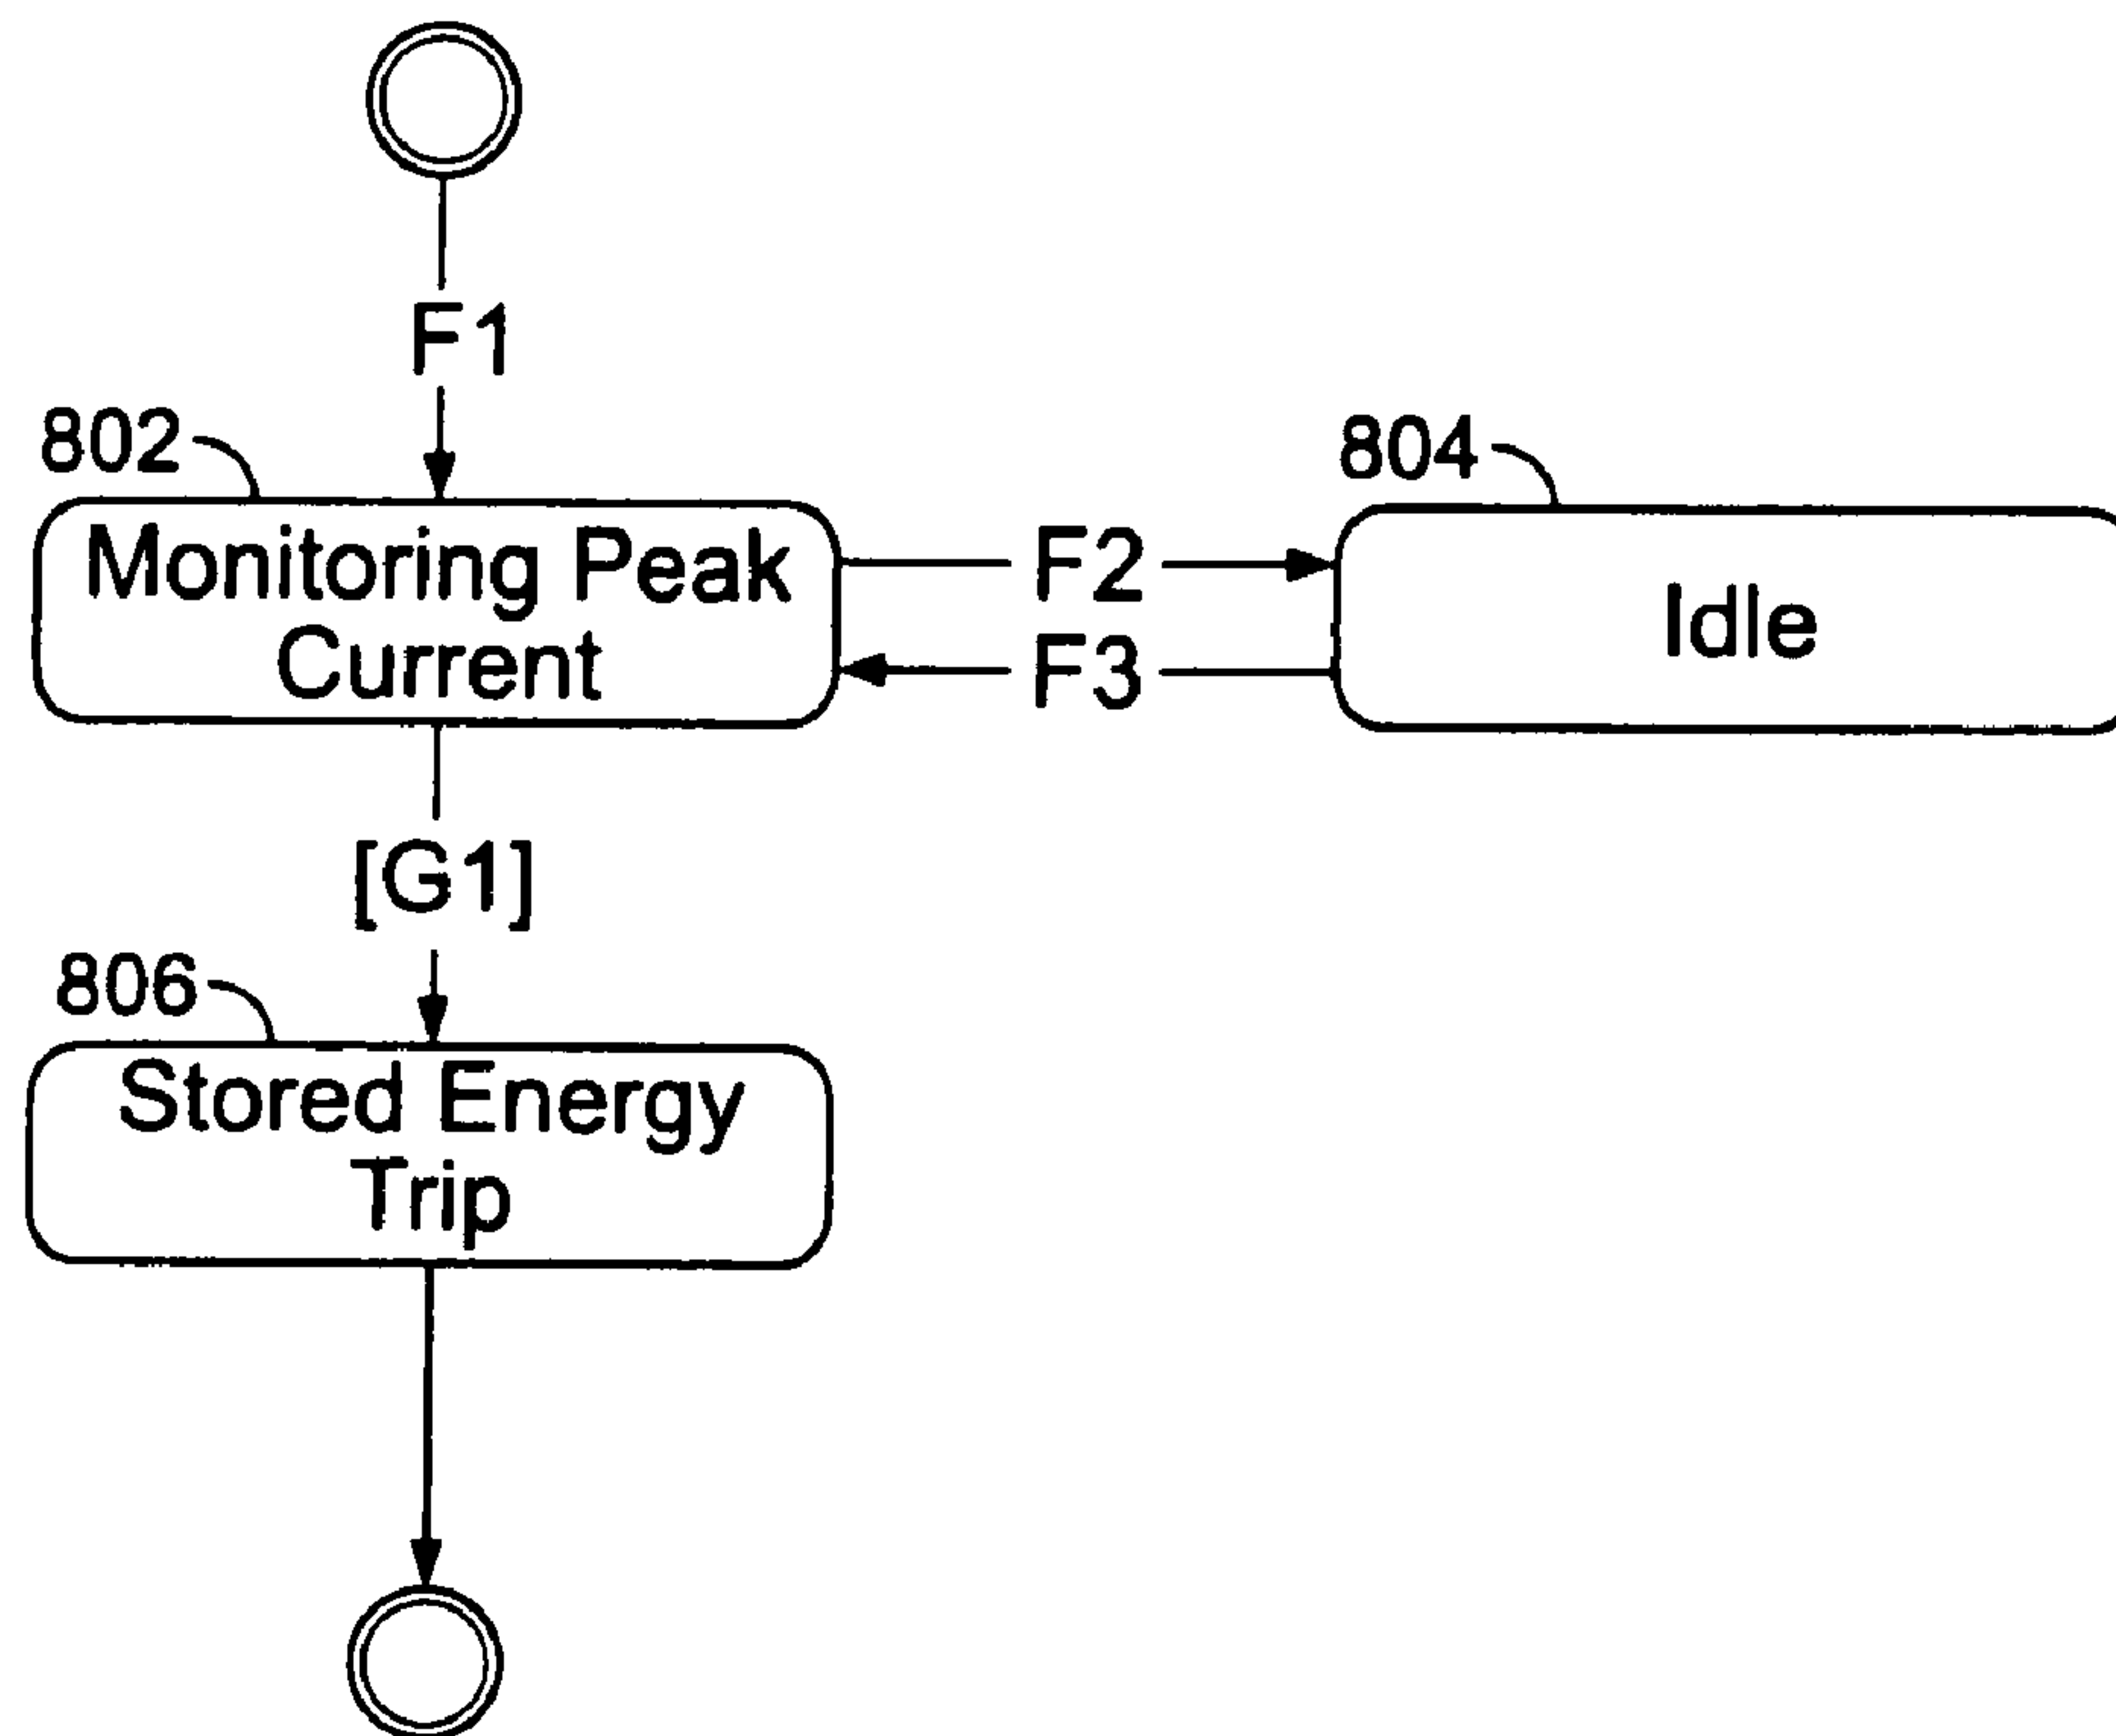 F1
802
804
Monitoring Peak
Current
F2
F3
Idle
[G1]
806
Stored Energy
Trip